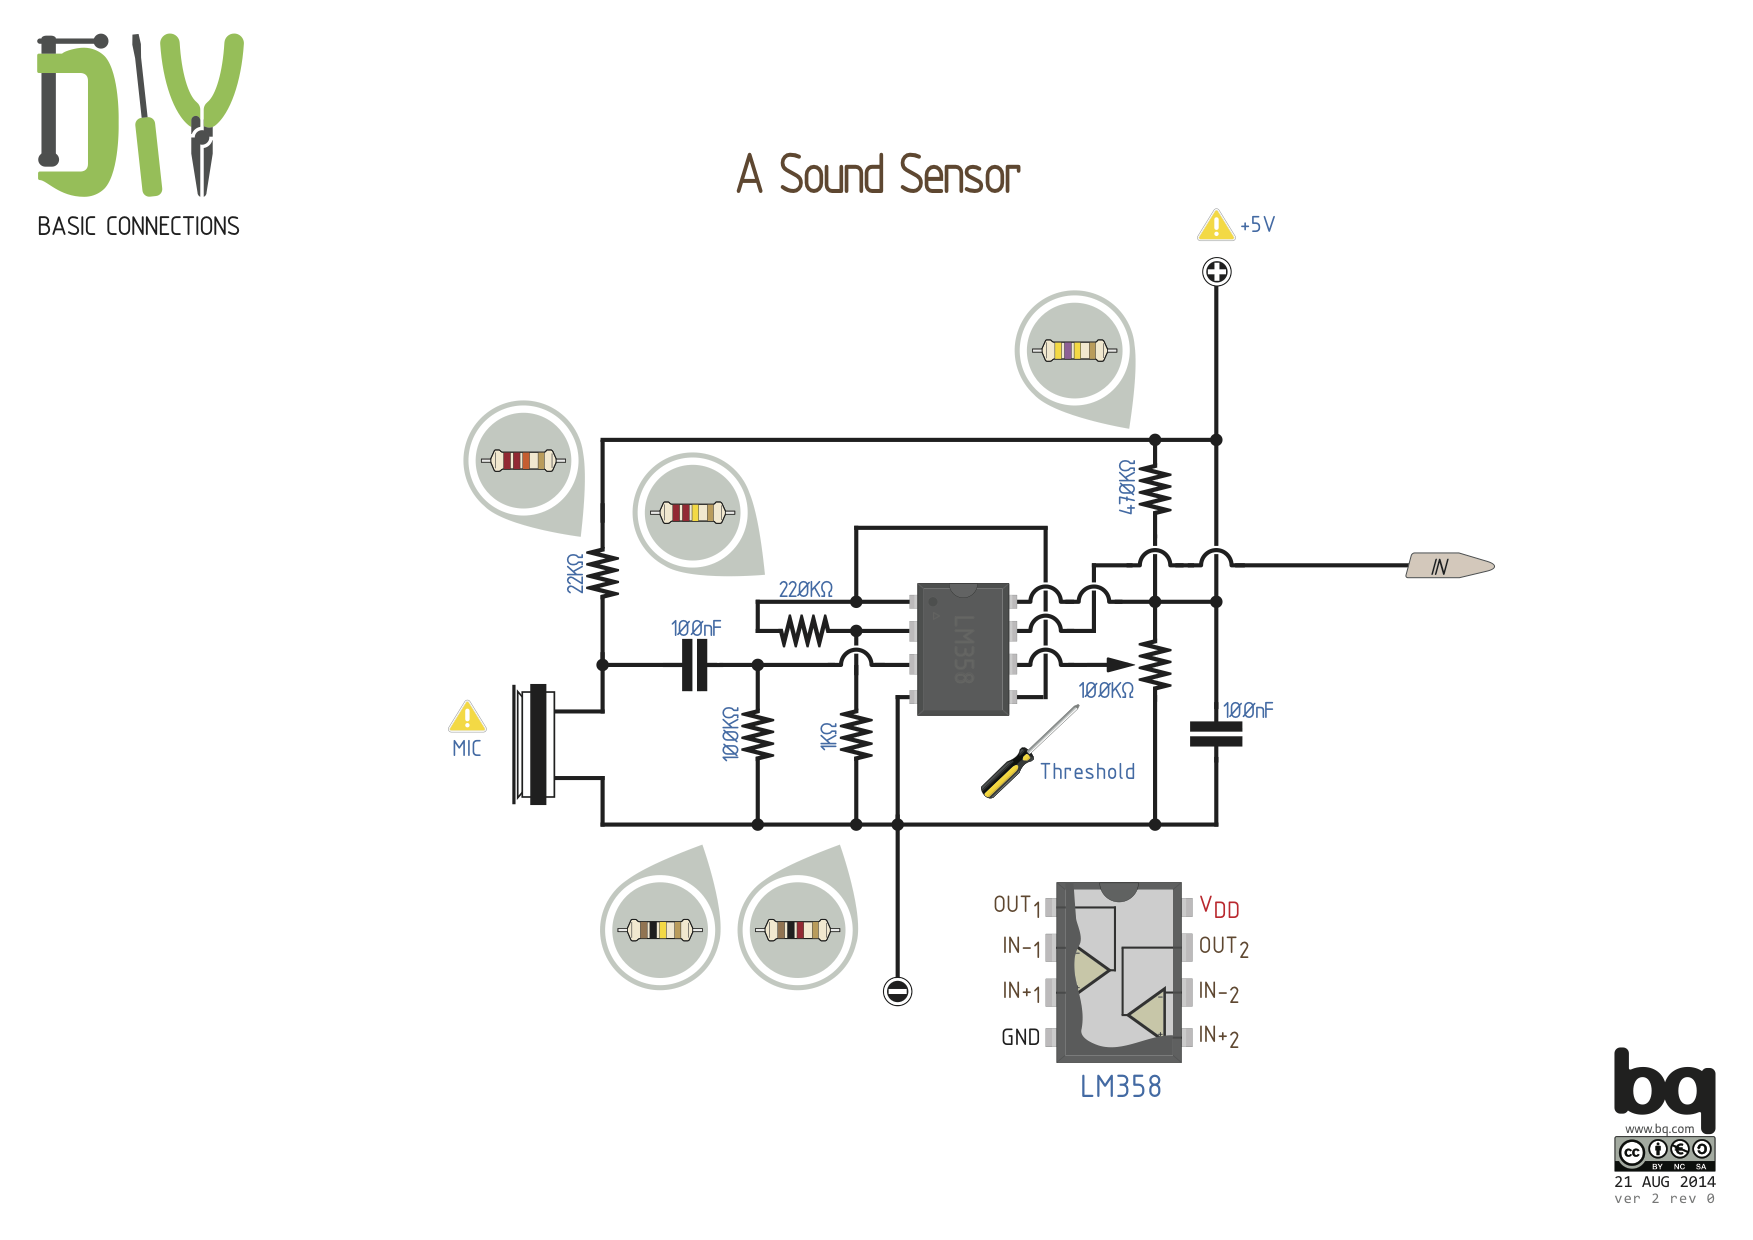 DIY
BASIC CONNECTIONS
A Sound Sensor
+5V
470KΩ
22KΩ
220KΩ
IN
100nF
LM358
100KΩ
100nF
MIC
100KΩ
1KΩ
Threshold
OUT1
VDD
IN-1
OUT2
IN+1
IN-2
GND
IN+2
LM358
bq
www.bq.com
cc
BY NC SA
21 AUG 2014
ver 2 rev 0